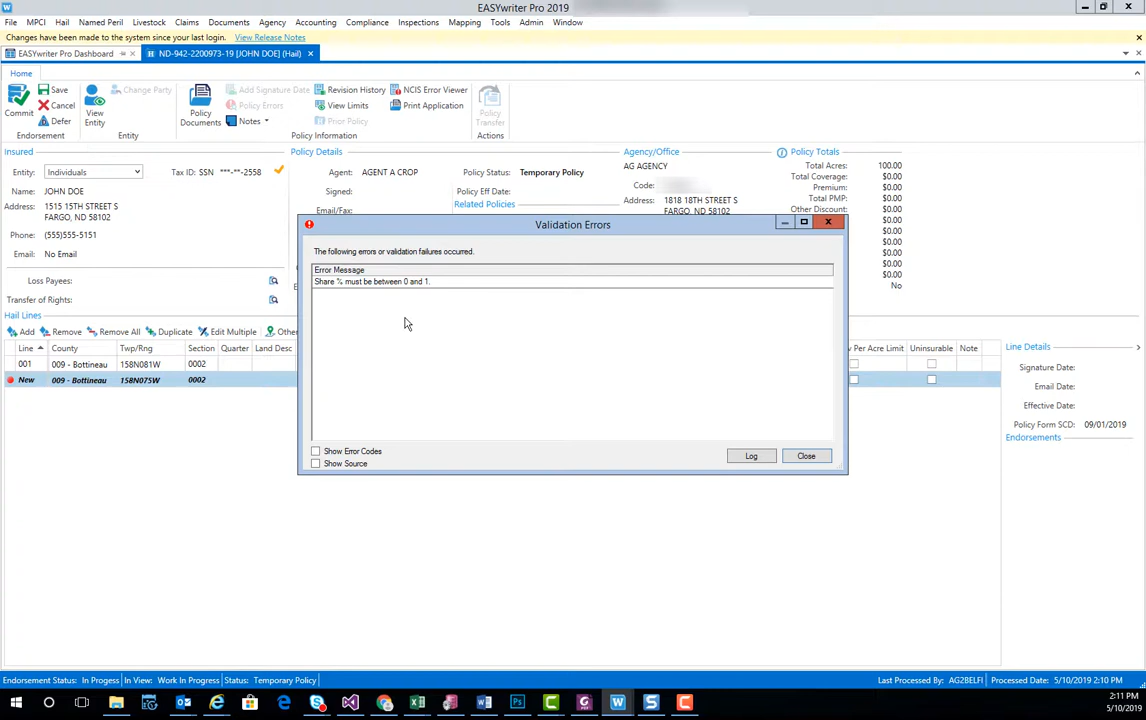 EASYwriter Pro 2019
File MPCI Hail Named Peril Livestock Claims Documents Agency Accounting Compliance Inspections Mapping Tools Admin Window
Changes have been made to the system since your last login. View Release Notes
EASYwriter Pro Dashboard ND-942-2200973-19 [JOHN DOE] (Hail)
Home
Commit Save Cancel Defer View Entity Change Party Policy Documents Add Signature Date Policy Errors Notes Revision History View Limits Prior Policy NCIS Error Viewer Print Application Policy Transfer
Endorsement Entity Policy Information Actions
Insured Policy Details Agency/Office Policy Totals
Entity: Individuals Tax ID: SSN ***-**-2558
Name: JOHN DOE
Address: 1515 15TH STREET S
FARGO, ND 58102
Phone: (555)555-5151
Email: No Email
Loss Payees:
Transfer of Rights:
Agent: AGENT A CROP
Signed:
Email/Fax:
Policy Status: Temporary Policy
Policy Eff Date:
Related Policies
AG AGENCY
Code:
Address: 1818 18TH STREET S
FARGO, ND 58102
Total Acres: 100.00
Total Coverage: $0.00
Premium: $0.00
Total PMP: $0.00
Other Discount: $0.00
$0.00
$0.00
$0.00
$0.00
No
Validation Errors
The following errors or validation failures occurred.
Error Message
Share % must be between 0 and 1.
Show Error Codes
Show Source
Log Close
Hail Lines
Add Remove Remove All Duplicate Edit Multiple Other
Line County Twp/Rng Section Quarter Land Desc Per Acre Limit Uninsurable Note
001 009 - Bottineau 158N081W 0002
New 009 - Bottineau 158N075W 0002
Line Details
Signature Date:
Email Date:
Effective Date:
Policy Form SCD: 09/01/2019
Endorsements
Endorsement Status: In Progress In View: Work In Progress Status: Temporary Policy Last Processed By: AG2BELFI Processed Date: 5/10/2019 2:10 PM
2:11 PM
5/10/2019